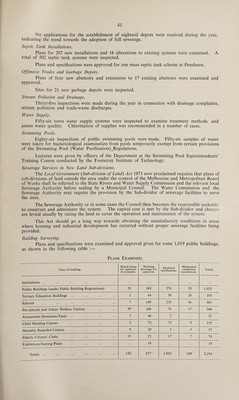 41
No applications for the establishment of nightsoil depots were received during the year,
indicating the trend towards the adoption of full sewerage.
Septic Tank Installations.
Plans for 207 new installations and 16 alterations to existing systems were examined. A
total of 502 septic tank systems were inspected.
Plans and specifications were approved for one mass septic tank scheme at Penshurst.
Offensive Trades and Garbage Depots.
Plans of four new abattoirs and extensions to 17 existing abattoirs were examined and
approved.
Sites for 21 new garbage depots were inspected.
Stream Pollution and Drainage.
Thirty-five inspections were made during the year in connection with drainage complaints,
stream pollution and trade-waste discharges.
Water Supply.
Fifty-six town water supply systems were inspected to examine treatment methods and
assess water quality. Chlorination of supplies was recommended in a number of cases.
Swimming Pools.
Eighty-six inspections of public swimming pools were made. Fifty-six samples of water
were taken for bacteriological examination from pools temporarily exempt from certain provisions
of the Swimming Pool (Water Purification) Regulations.
Lectures were given by officers of the Department at the Swimming Pool Superintendents'
Training Course conducted by the Footscray Institute of Technology.
Sewerage Services in New Land Sub-divisions.
The Local Government (Sub-division of Land) Act 1973 now proclaimed requires that plans of
sub-divisions of land outside the area under the control of the Melbourne and Metropolitan Board
of Works shall be referred to the State Rivers and Water Supply Commission and the relevant local
Sewerage Authority before sealing by a Municipal Council. The Water Commission and the
Sewerage Authority may require the provision by the Sub-divider of sewerage facilities to serve
the area.
The Sewerage Authority or in some cases the Council then becomes the responsible authority
to construct and administer the system. The capital cost is met by the Sub-divider and charges
are levied usually by rating the land to cover the operation and maintenance of the system.
This Act should go a long way towards obviating the unsatisfactory conditions in areas
where housing and industrial development has occurred without proper sewerage facilities being
provided.
Building Surveying.
Plans and specifications were examined and approval given for some 1,019 public buildings,
as shown in the following table :—
PLANS EXAMINED.
Class of building.
Totals.
Institutions
Public Buildings (under Public Building Regulations)
Tertiary Education Buildings
Schools
Pre-schools and Infant Welfare Centres
Amusement Structures/Tents
Child Minding Centres
Mentally Retarded Centres
Elderly Citizens' Clubs
Exhibitions/Seating Plans
Totals